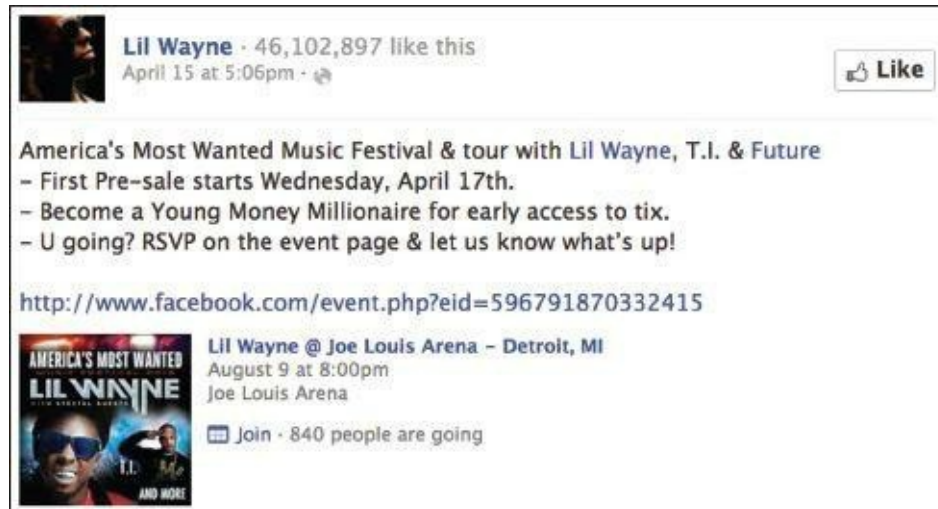 Lil Wayne · 46,102,897 like this
April 15 at 5:06pm ·
Like
America's Most Wanted Music Festival & tour with Lil Wayne, T.I. & Future
– First Pre-sale starts Wednesday, April 17th.
– Become a Young Money Millionaire for early access to tix.
– U going? RSVP on the event page & let us know what's up!
http://www.facebook.com/event.php?eid=596791870332415
AMERICA'S MOST WANTED
LIL WAYNE
T.I.
AND MORE
Lil Wayne @ Joe Louis Arena – Detroit, MI
August 9 at 8:00pm
Joe Louis Arena
Join · 840 people are going